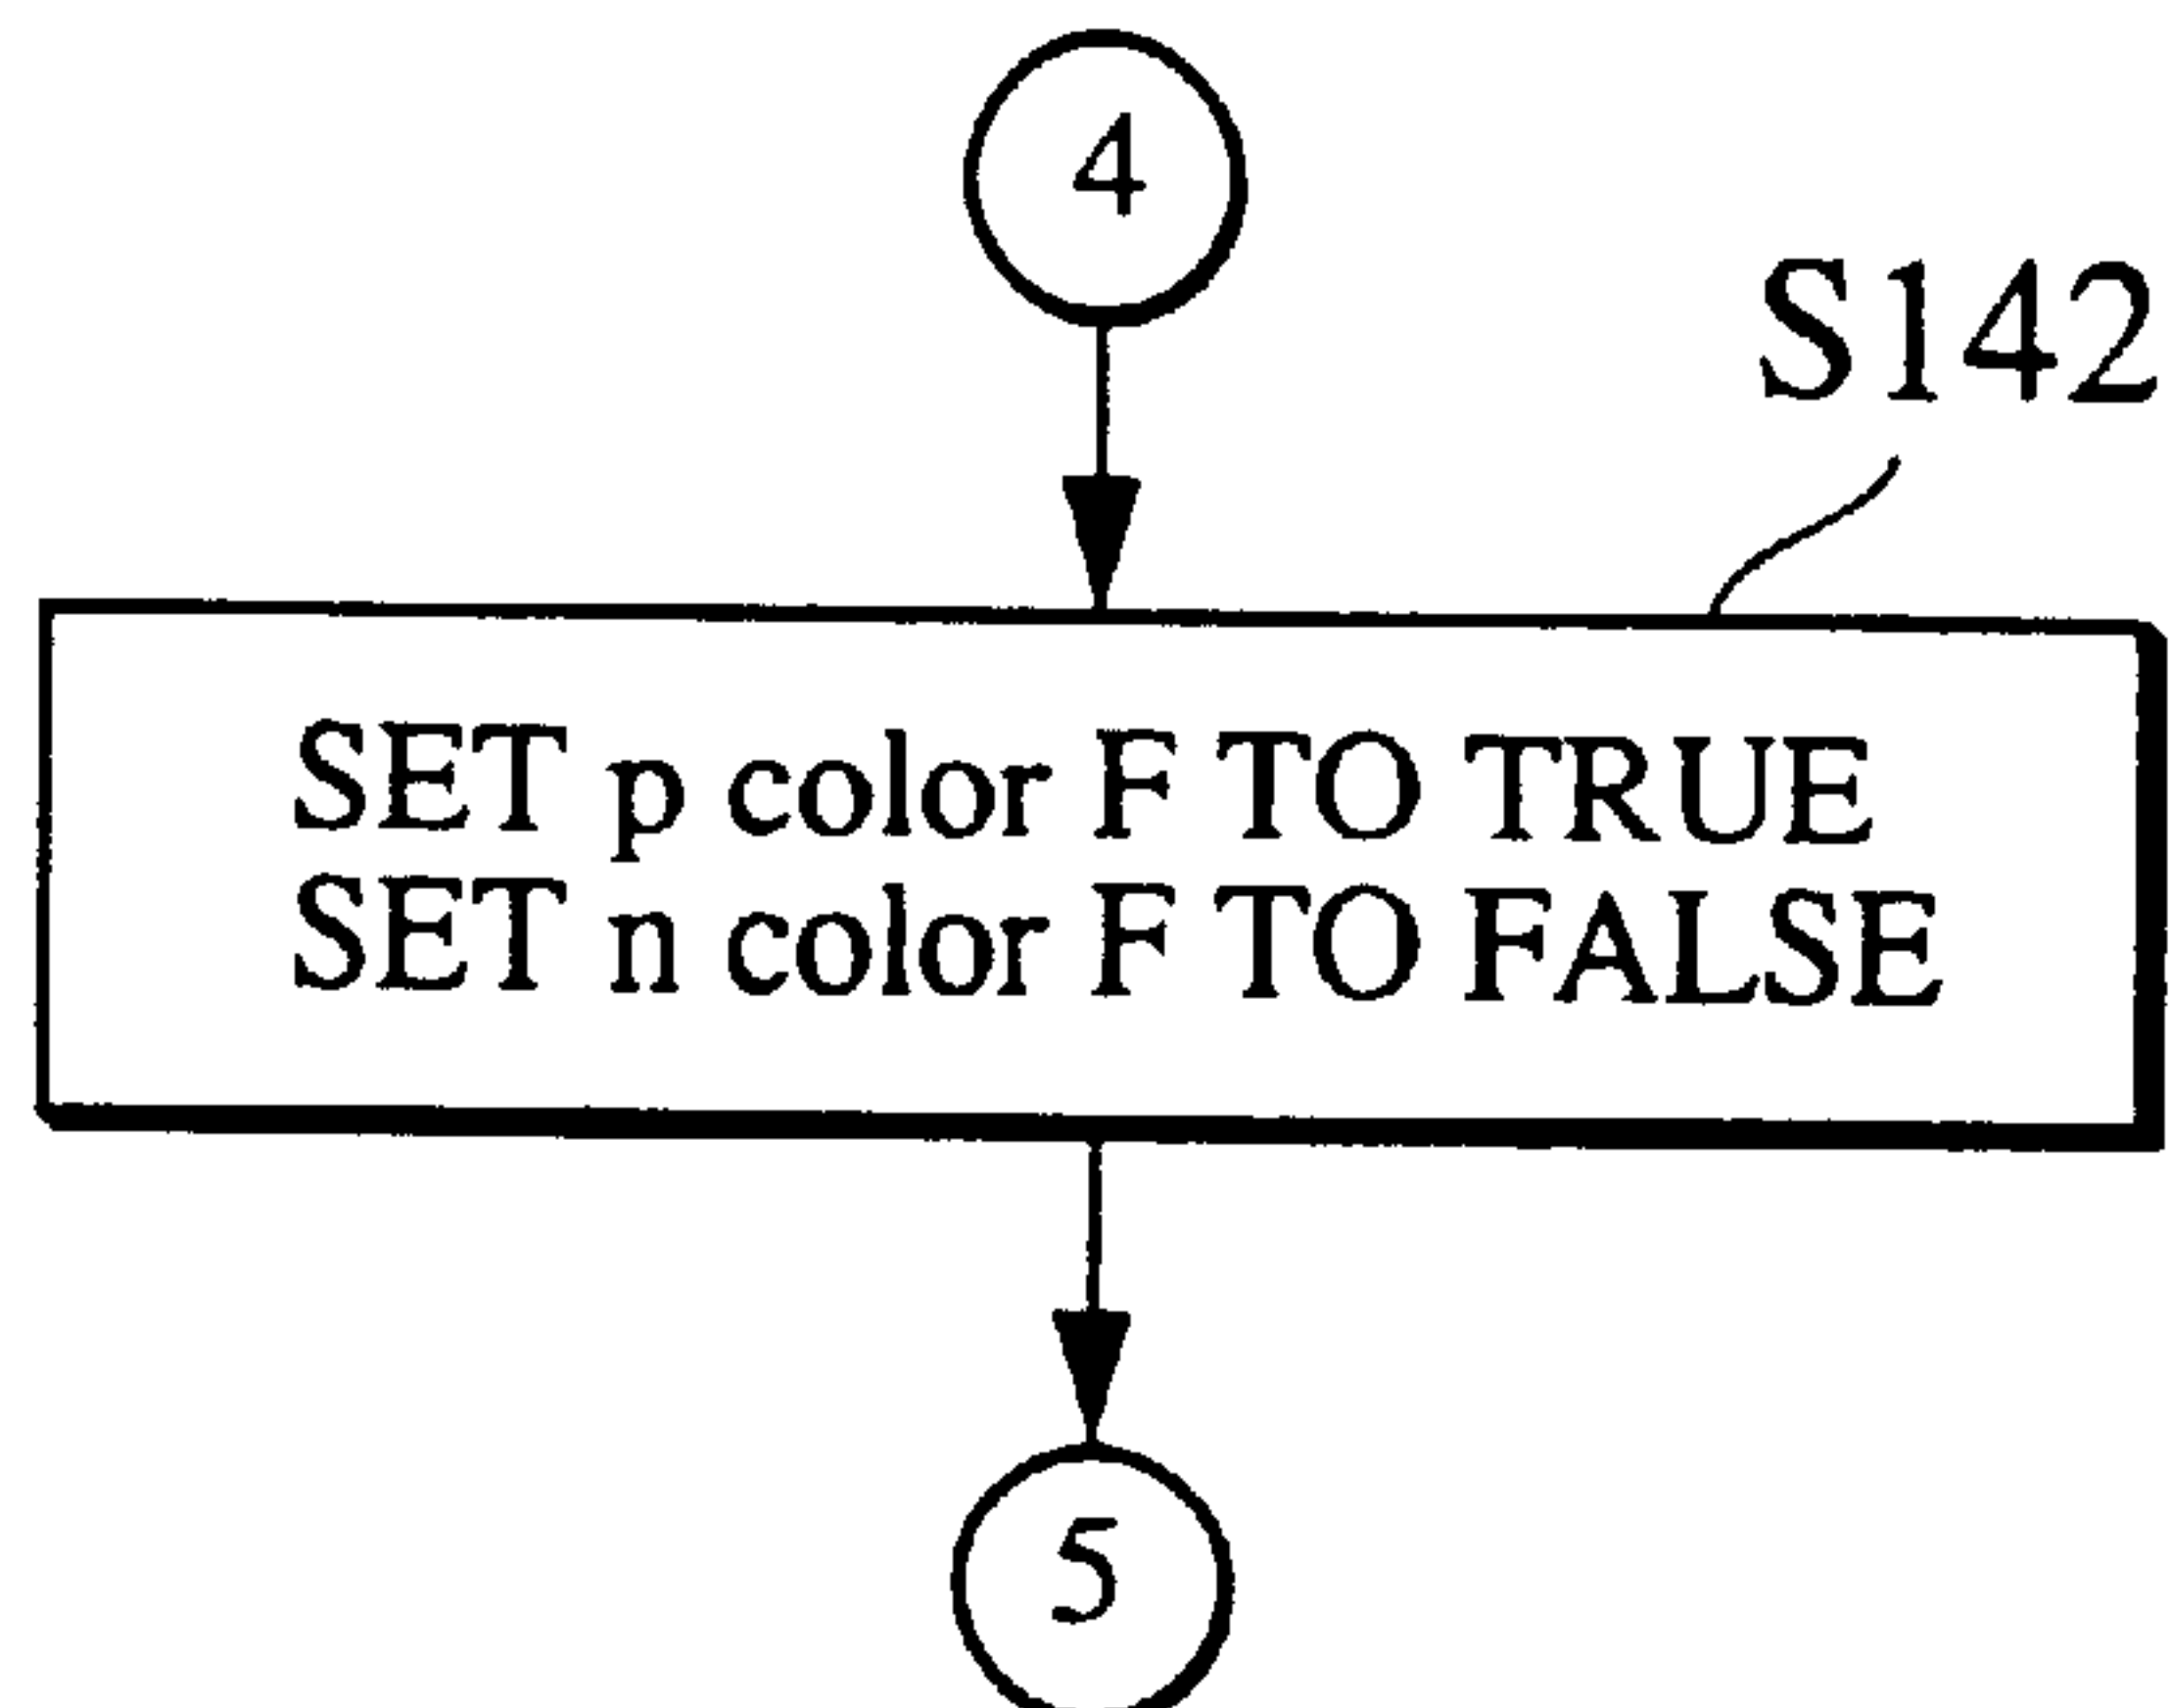 4
S142
SET p color F TO TRUE
SET n color F TO FALSE
5